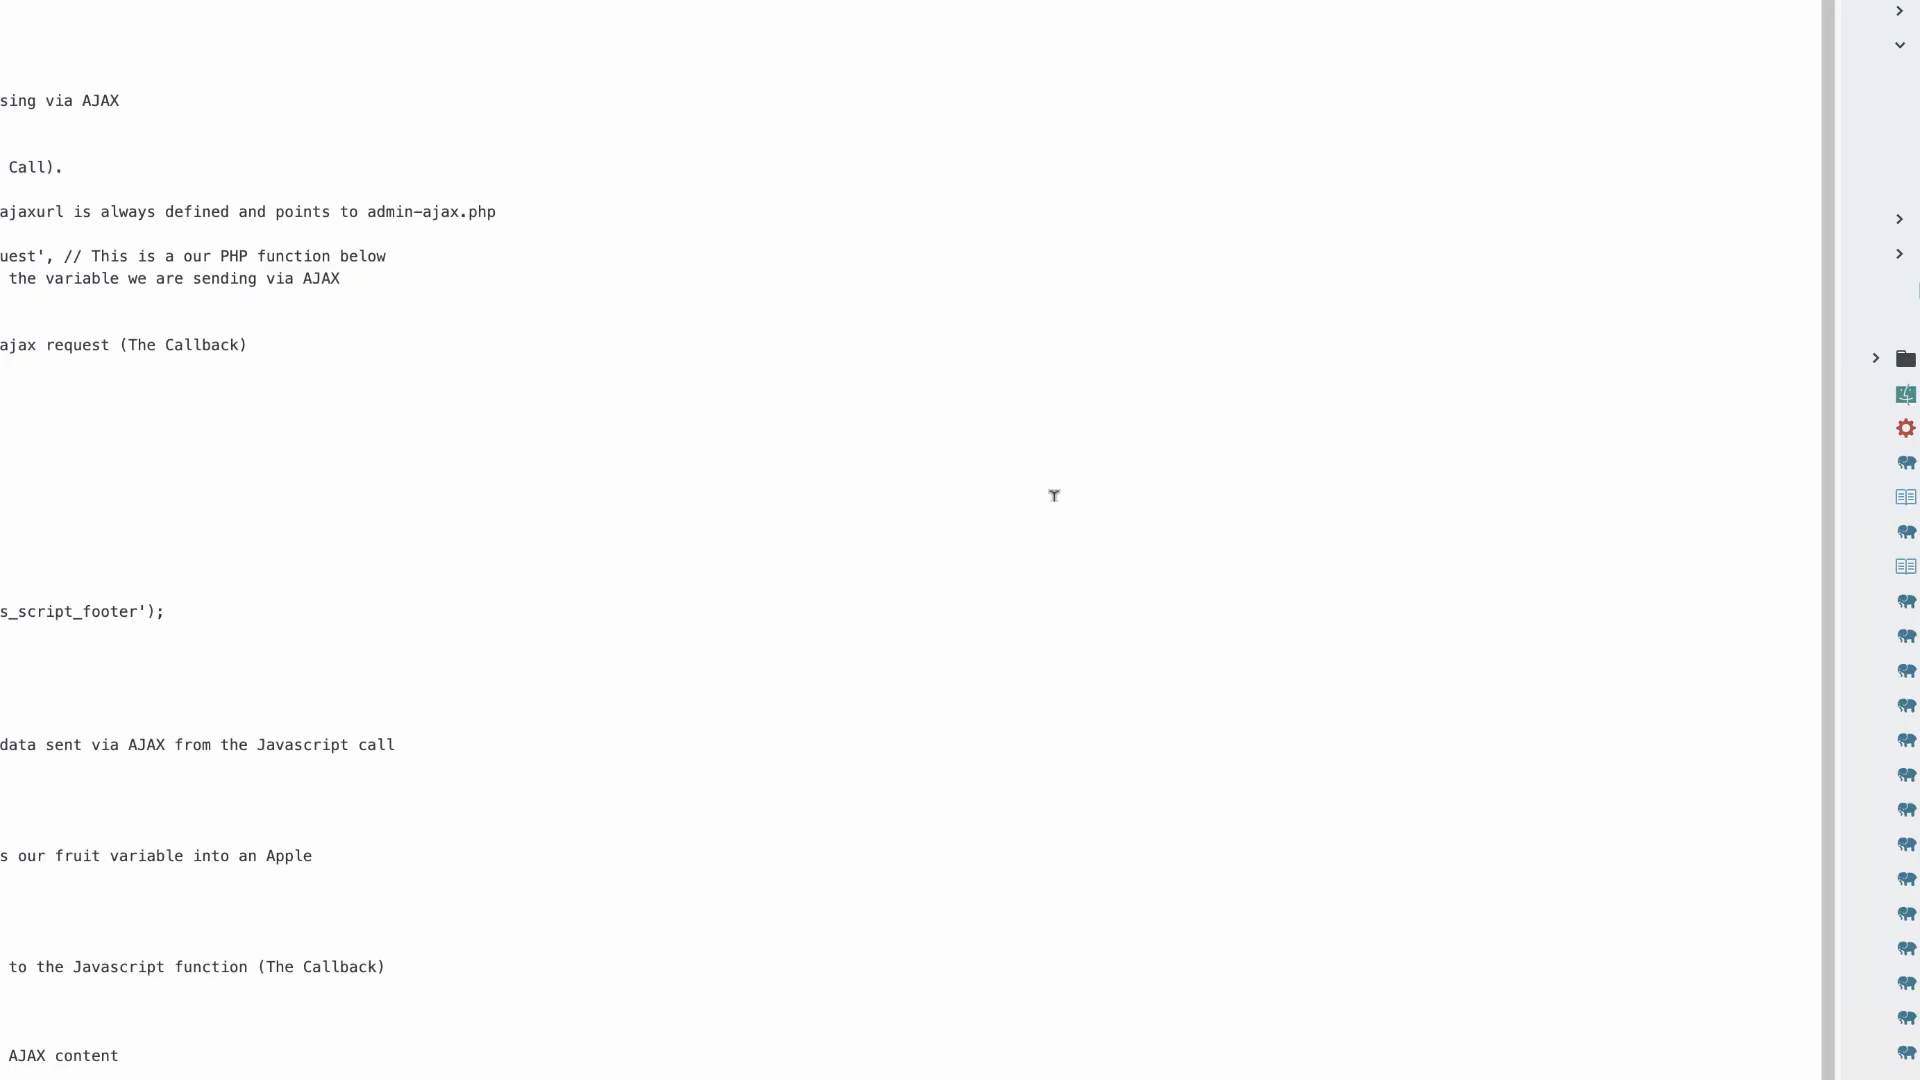 sing via AJAX
Call).
ajaxurl is always defined and points to admin-ajax.php
uest', // This is a our PHP function below
the variable we are sending via AJAX
ajax request (The Callback)
s_script_footer');
data sent via AJAX from the Javascript call
s our fruit variable into an Apple
to the Javascript function (The Callback)
AJAX content